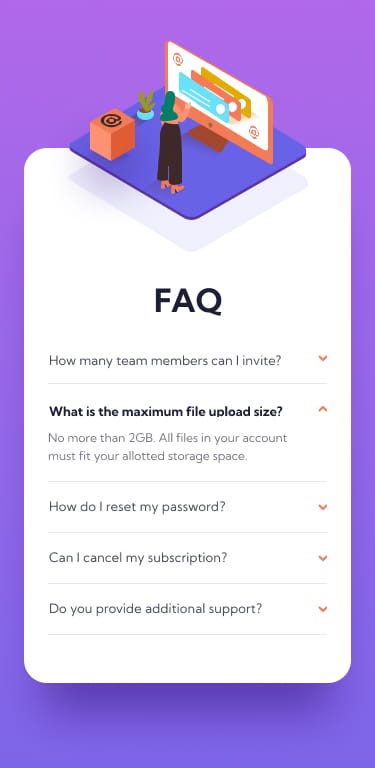 FAQ
How many team members can I invite?
What is the maximum file upload size?
No more than 2GB. All files in your account
must fit your allotted storage space.
How do I reset my password?
Can I cancel my subscription?
Do you provide additional support?